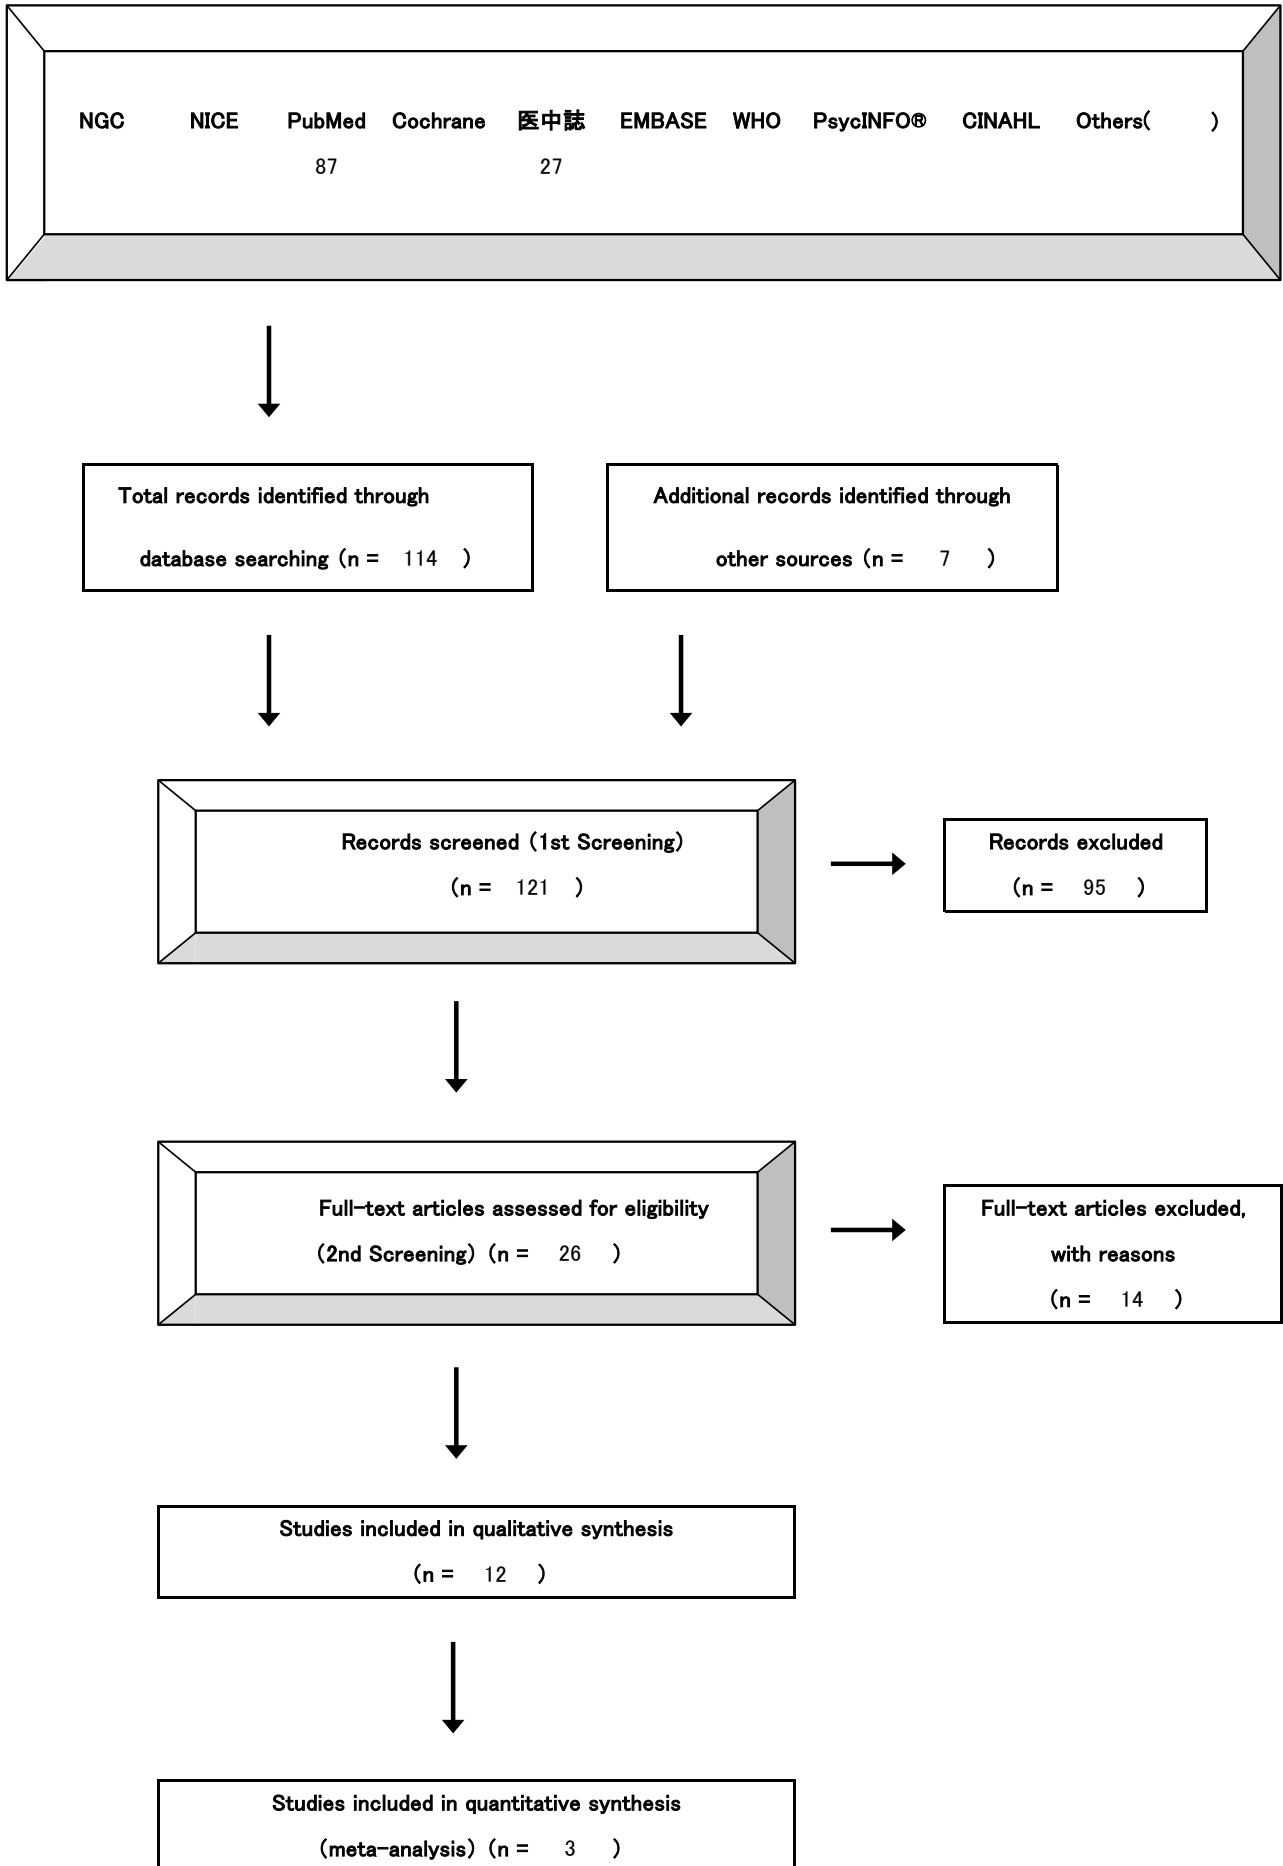 NGC NICE PubMed Cochrane 医中誌 EMBASE WHO PsycINFO® CINAHL Others( )
87 27
Total records identified through
database searching (n = 114 )
Additional records identified through
other sources (n = 7 )
Records screened (1st Screening)
(n = 121 )
Records excluded
(n = 95 )
Full-text articles assessed for eligibility
(2nd Screening) (n = 26 )
Full-text articles excluded,
with reasons
(n = 14 )
Studies included in qualitative synthesis
(n = 12 )
Studies included in quantitative synthesis
(meta-analysis) (n = 3 )